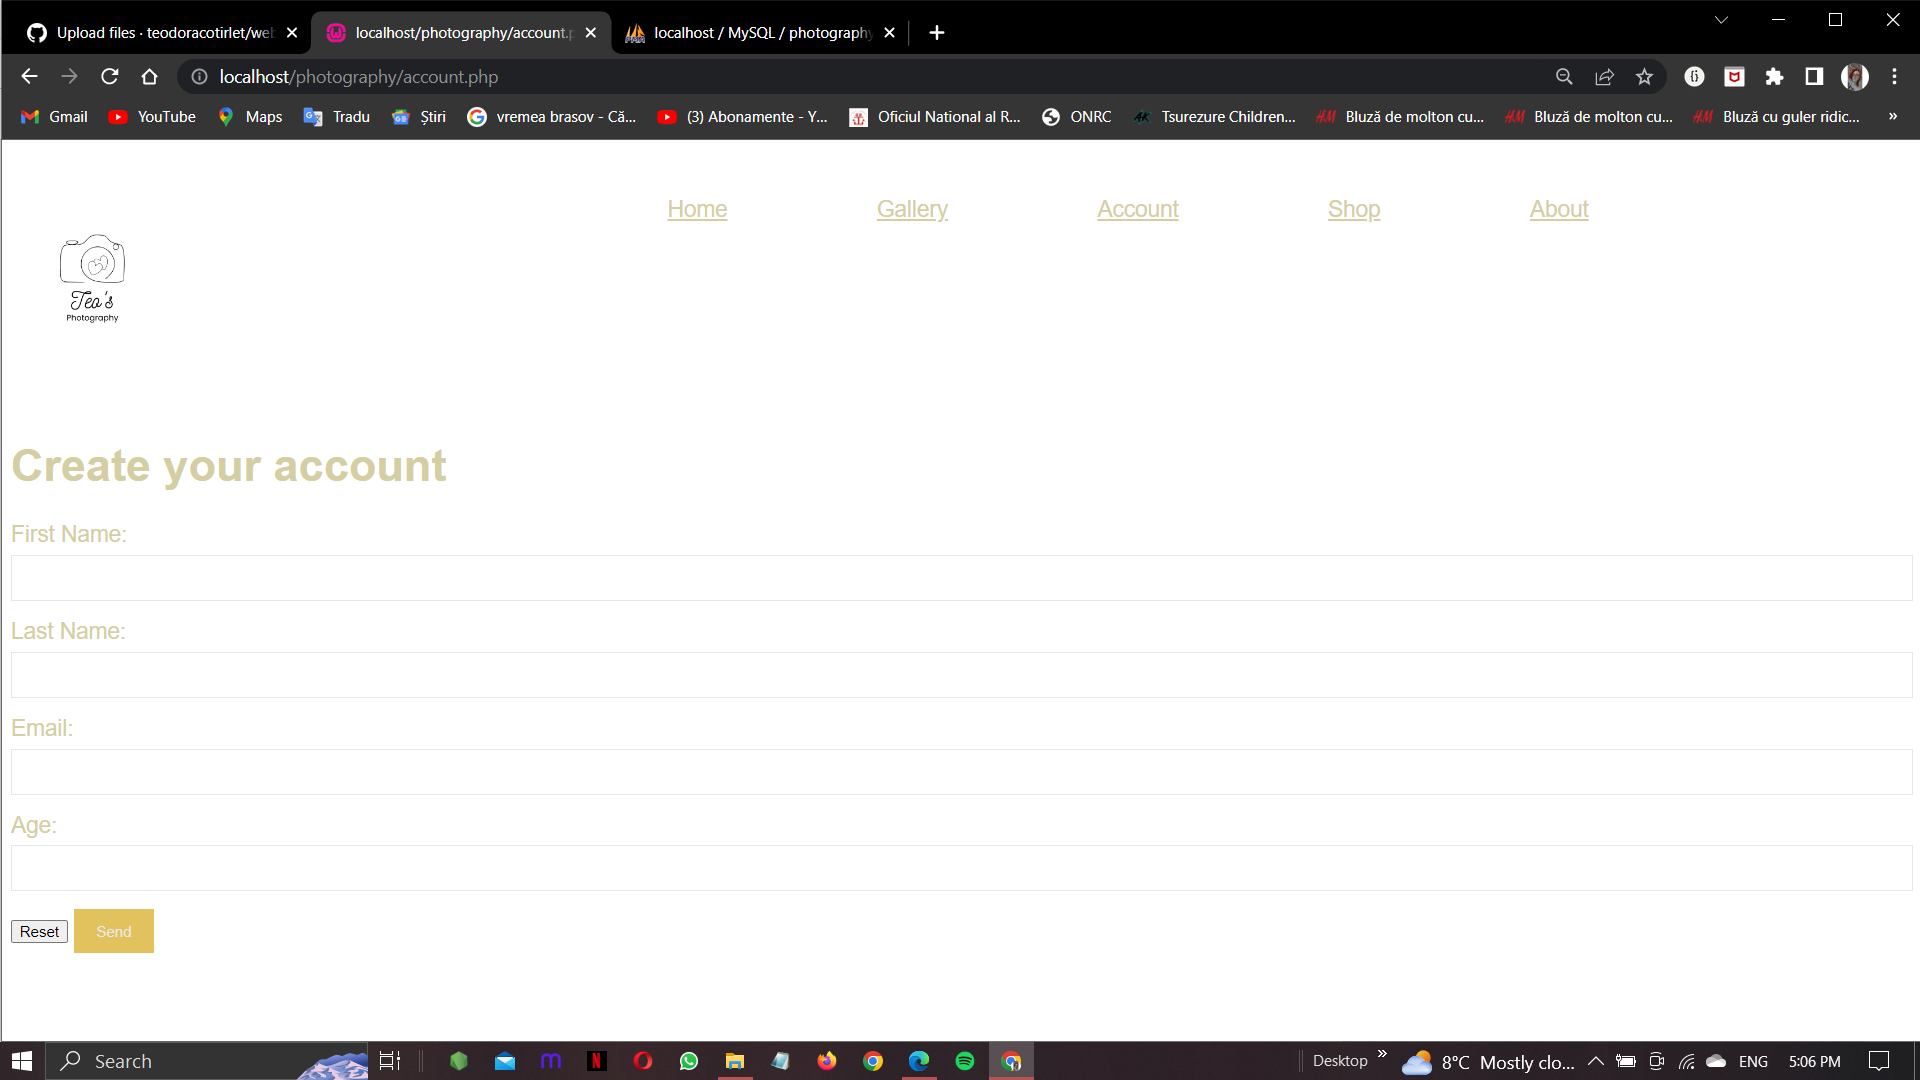 Upload files · teodoracotirlet/web
localhost/photography/account.p
localhost / MySQL / photography
localhost/photography/account.php
Gmail
YouTube
Maps
Tradu
Știri
vremea brasov - Că...
(3) Abonamente - Y...
Oficiul National al R...
ONRC
Tsurezure Children...
Bluză de molton cu...
Bluză de molton cu...
Bluză cu guler ridic...
»
Home
Gallery
Account
Shop
About
Teo's
Photography
Create your account
First Name:
Last Name:
Email:
Age:
Reset
Send
Search
Desktop
»
8°C Mostly clo...
ENG
5:06 PM